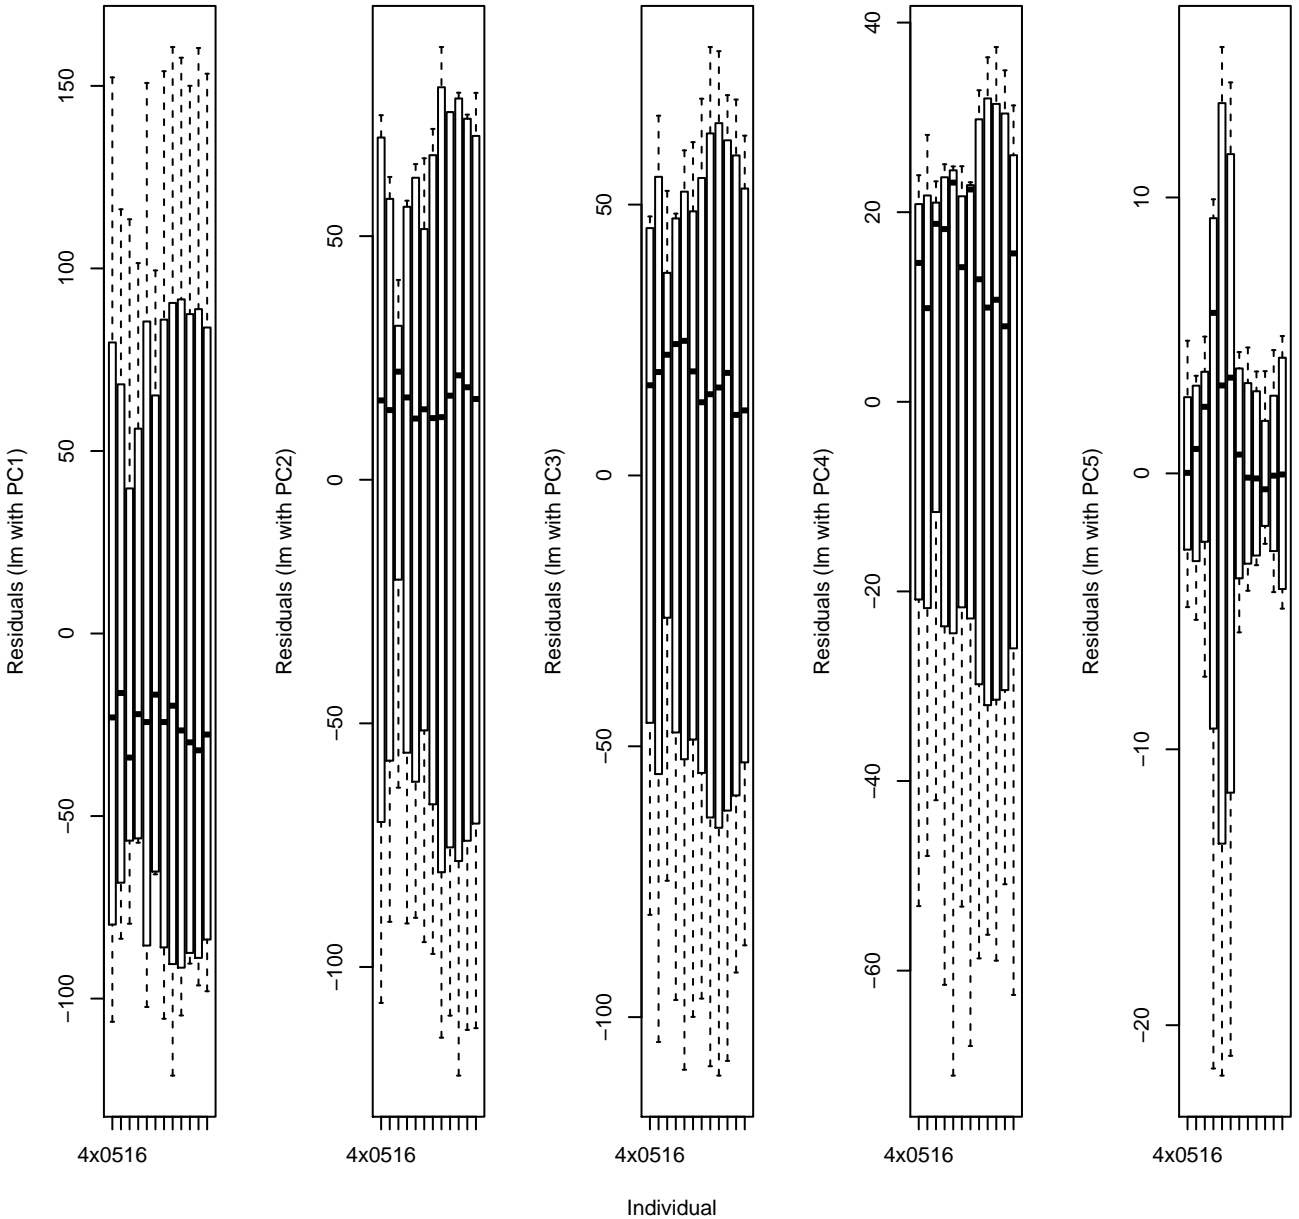 Residuals (lm with PC1)
−100
−50
0
50
100
150
4x0516
Residuals (lm with PC2)
−100
−50
0
50
4x0516
Residuals (lm with PC3)
−100
−50
0
50
4x0516
Residuals (lm with PC4)
−60
−40
−20
0
20
40
4x0516
Residuals (lm with PC5)
−20
−10
0
10
4x0516
Individual